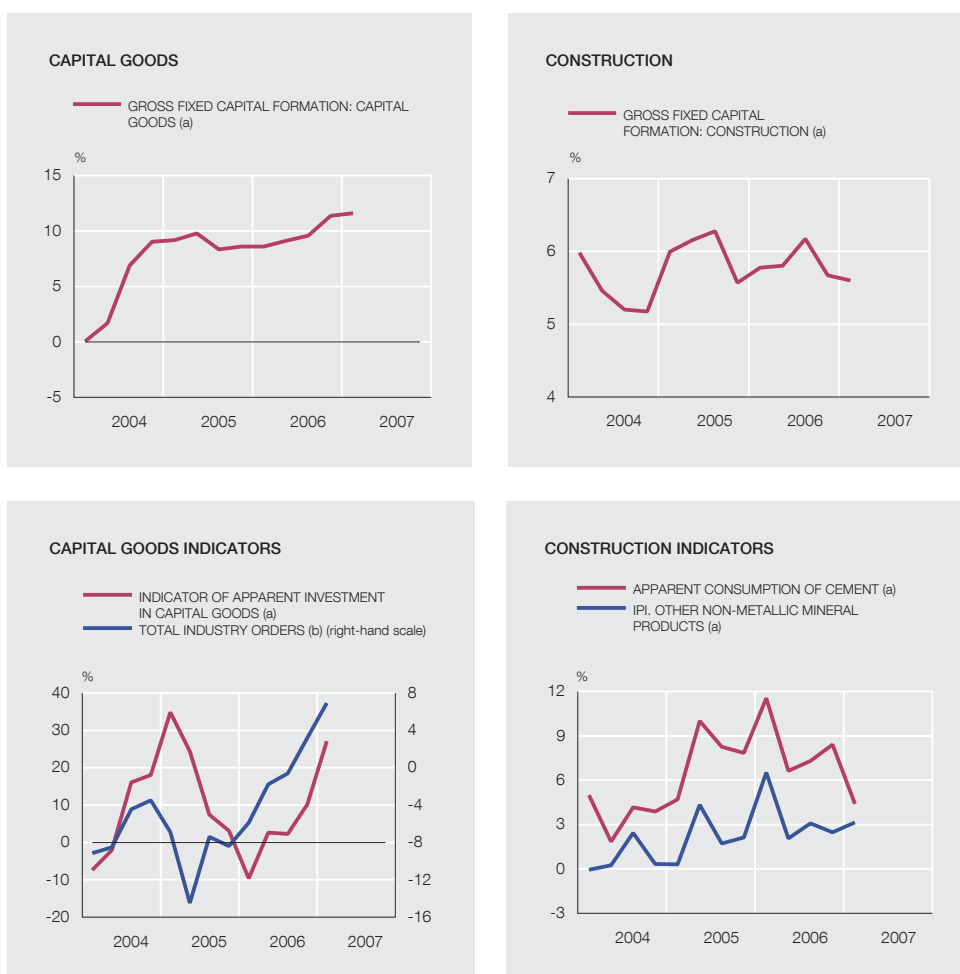 CAPITAL GOODS
GROSS FIXED CAPITAL FORMATION: CAPITAL
GOODS (a)
%
15
10
5
0
-5
2004 2005 2006 2007
CONSTRUCTION
GROSS FIXED CAPITAL
FORMATION: CONSTRUCTION (a)
%
7
6
5
4
2004 2005 2006 2007
CAPITAL GOODS INDICATORS
INDICATOR OF APPARENT INVESTMENT
IN CAPITAL GOODS (a)
TOTAL INDUSTRY ORDERS (b) (right-hand scale)
%
40 8
30 4
20 0
10 -4
0 -8
-10 -12
-20 -16
2004 2005 2006 2007
CONSTRUCTION INDICATORS
APPARENT CONSUMPTION OF CEMENT (a)
IPI. OTHER NON-METALLIC MINERAL
PRODUCTS (a)
%
12
9
6
3
0
-3
2004 2005 2006 2007